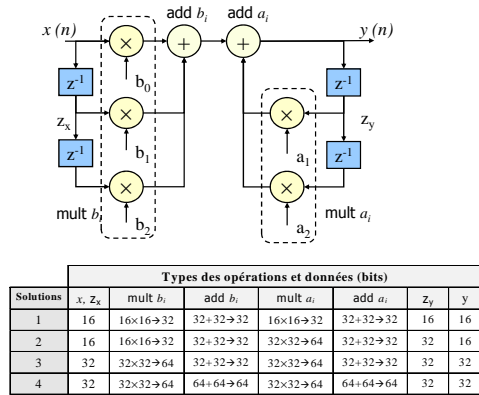 add bᵢ add aᵢ
x (n) × + + y (n)
z⁻¹ b₀ z⁻¹
zₓ × × z_y
b₁ a₁
z⁻¹ z⁻¹
mult bᵢ × × mult aᵢ
b₂ a₂
Types des opérations et données (bits)
Solutions x, zₓ mult bᵢ add bᵢ mult aᵢ add aᵢ z_y y
1 16 16×16→32 32+32→32 16×16→32 32+32→32 16 16
2 16 16×16→32 32+32→32 32×32→64 32+32→32 32 16
3 32 32×32→64 32+32→32 32×32→64 32+32→32 32 32
4 32 32×32→64 64+64→64 32×32→64 64+64→64 32 32